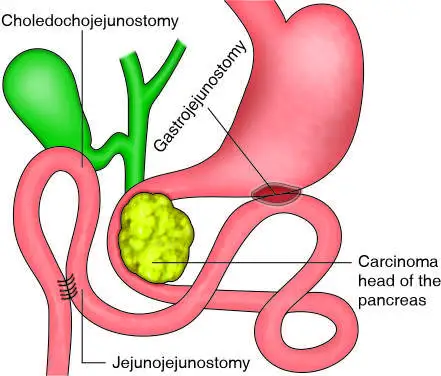 Choledochojejunostomy
Gastrojejunostomy
Carcinoma
head of the
pancreas
Jejunojejunostomy